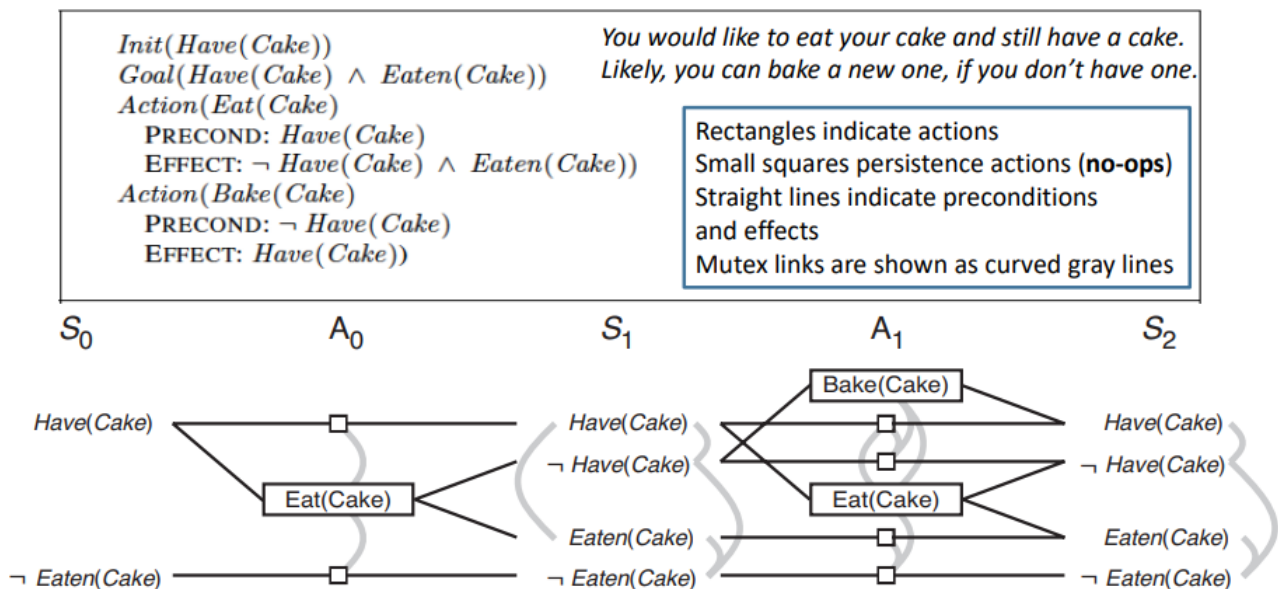 Init(Have(Cake))
Goal(Have(Cake) ∧ Eaten(Cake))
Action(Eat(Cake)
PRECOND: Have(Cake)
EFFECT: ¬ Have(Cake) ∧ Eaten(Cake))
Action(Bake(Cake)
PRECOND: ¬ Have(Cake)
EFFECT: Have(Cake))
You would like to eat your cake and still have a cake.
Likely, you can bake a new one, if you don't have one.
Rectangles indicate actions
Small squares persistence actions (no-ops)
Straight lines indicate preconditions
and effects
Mutex links are shown as curved gray lines
S0 A0 S1 A1 S2
Bake(Cake)
Have(Cake) Have(Cake) Have(Cake)
¬ Have(Cake) ¬ Have(Cake)
Eat(Cake) Eat(Cake)
Eaten(Cake) Eaten(Cake)
¬ Eaten(Cake) ¬ Eaten(Cake) ¬ Eaten(Cake)